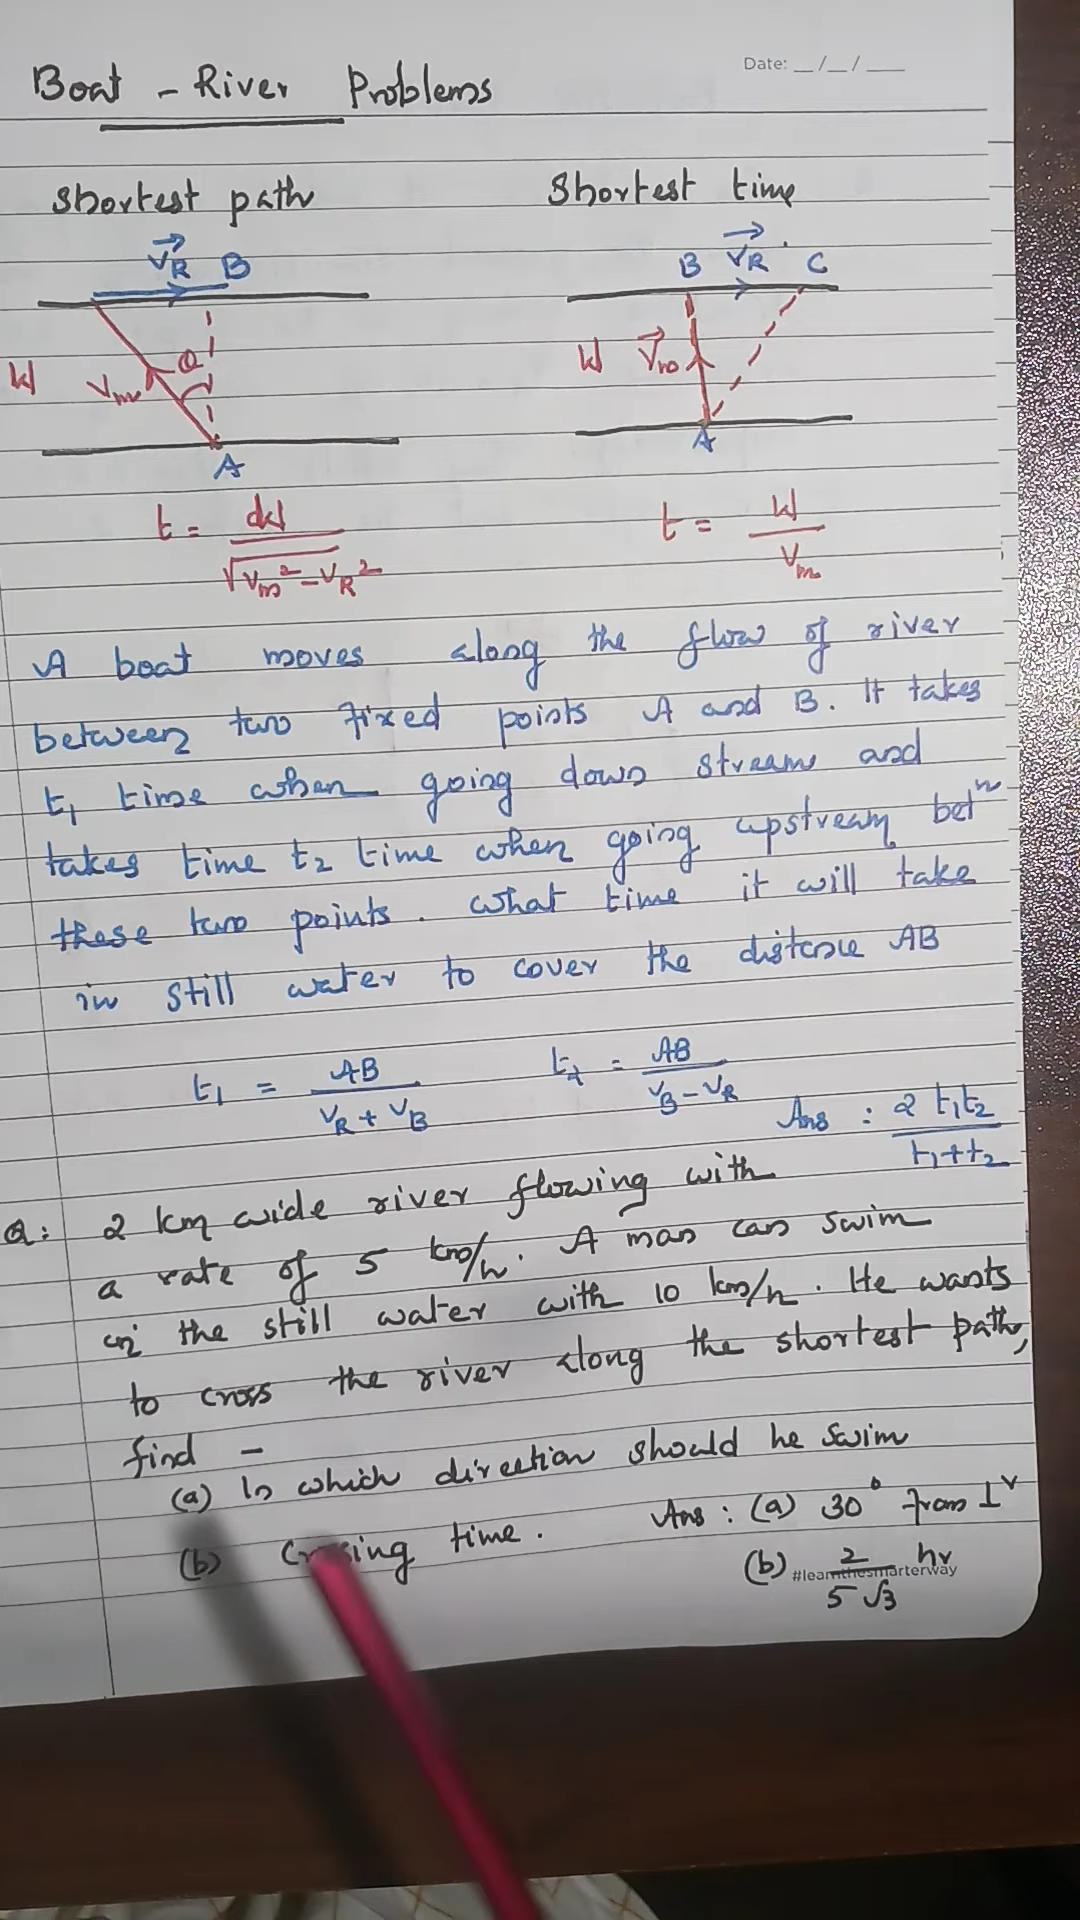 Date: __/__/___
Boat - River Problems
Shortest path
Shortest time
VR B
B VR C
W Vm θ
W Vm
A
A
t = dW / √Vm² - VR²
t = W / Vm
A boat moves along the flow of river
between two fixed points A and B. It takes
t1 time when going down stream and
takes time t2 time when going upstream betⁿ
these two points. What time it will take
in still water to cover the distance AB
t1 = AB / VR + VB
t2 = AB / VB - VR
Ans : 2 t1t2 / t1+t2
Q: 2 km wide river flowing with
a rate of 5 km/h. A man can swim
in the still water with 10 km/h. He wants
to cross the river along the shortest path,
find -
(a) In which direction should he swim
(b) Crossing time.
Ans : (a) 30° from ⊥r
(b) 2 / 5√3 hr
#learnthesmarterway